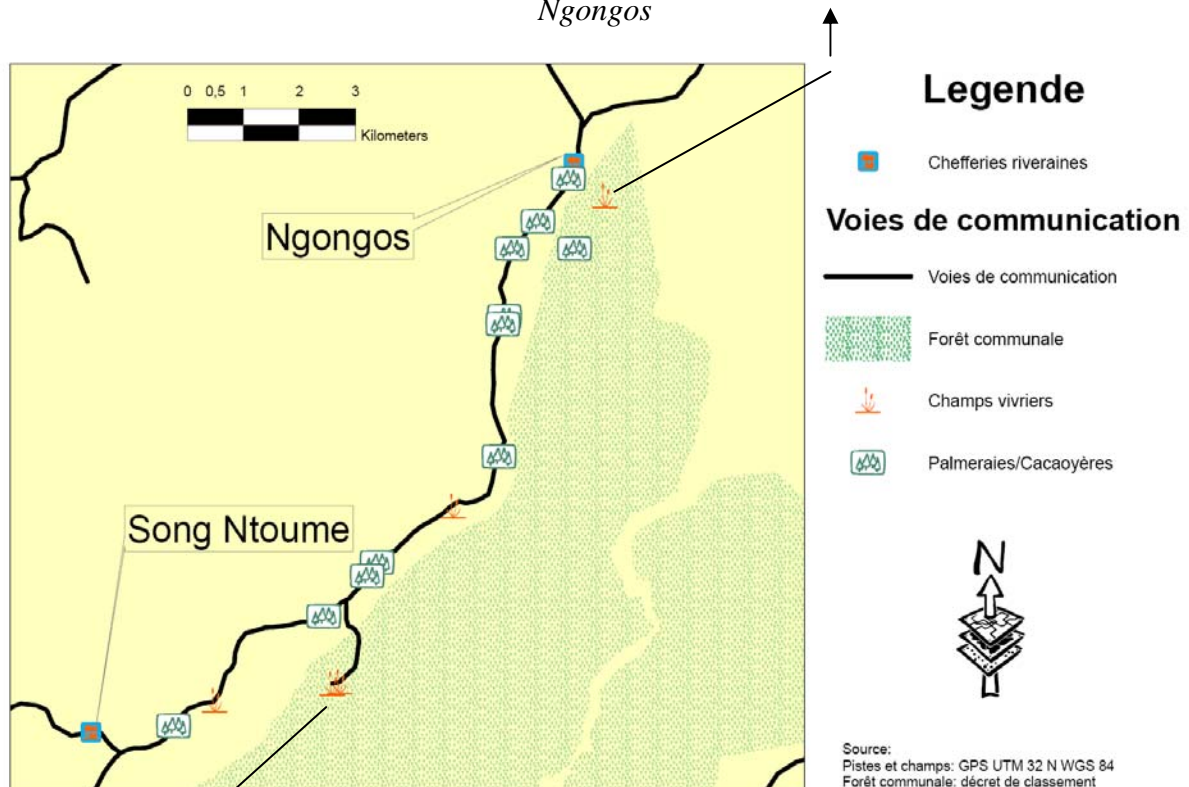 Ngongos
0 0,5 1 2 3
Kilometers
Ngongos
Song Ntoume
Legende
Chefferies riveraines
Voies de communication
Voies de communication
Forêt communale
Champs vivriers
Palmeraies/Cacaoyères
N
Source:
Pistes et champs: GPS UTM 32 N WGS 84
Forêt communale: décret de classement